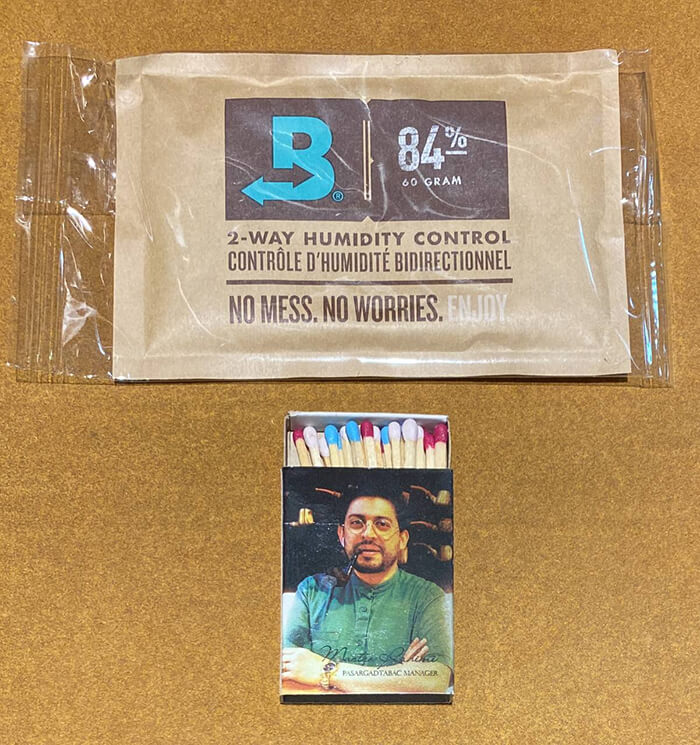 B ®
84%
60 GRAM
2-WAY HUMIDITY CONTROL
CONTRÔLE D'HUMIDITÉ BIDIRECTIONNEL
NO MESS. NO WORRIES. ENJOY.
PASARGADTABAC MANAGER